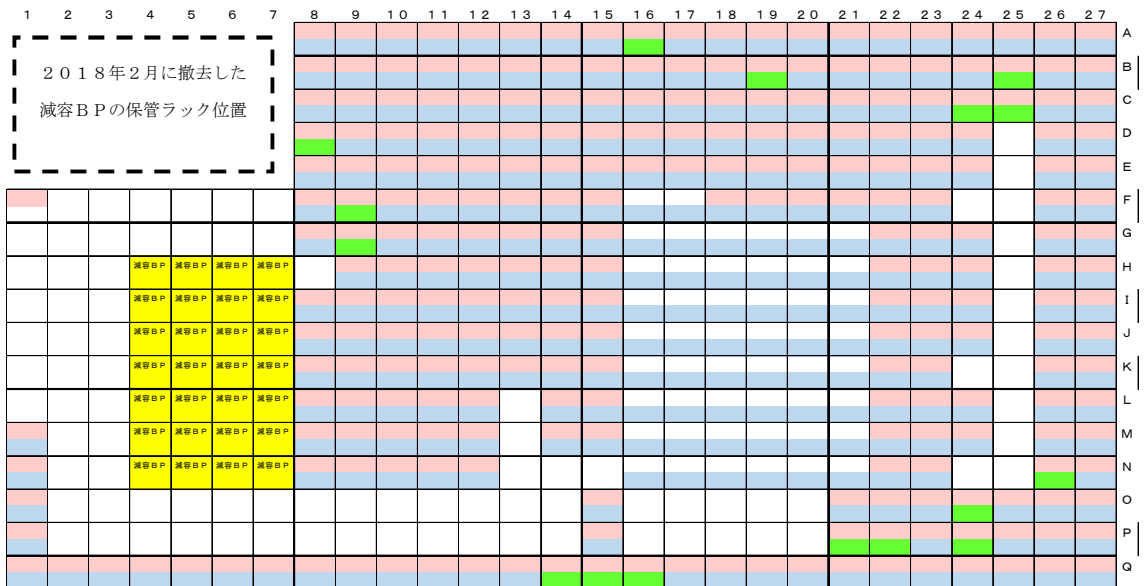 1 2 3 4 5 6 7 8 9 10 11 12 13 14 15 16 17 18 19 20 21 22 23 24 25 26 27
A
2018年2月に撤去した
B
減容BPの保管ラック位置
C
D
E
F
G
減容BP 減容BP 減容BP 減容BP H
減容BP 減容BP 減容BP 減容BP I
減容BP 減容BP 減容BP 減容BP J
減容BP 減容BP 減容BP 減容BP K
減容BP 減容BP 減容BP 減容BP L
減容BP 減容BP 減容BP 減容BP M
減容BP 減容BP 減容BP 減容BP N
O
P
Q